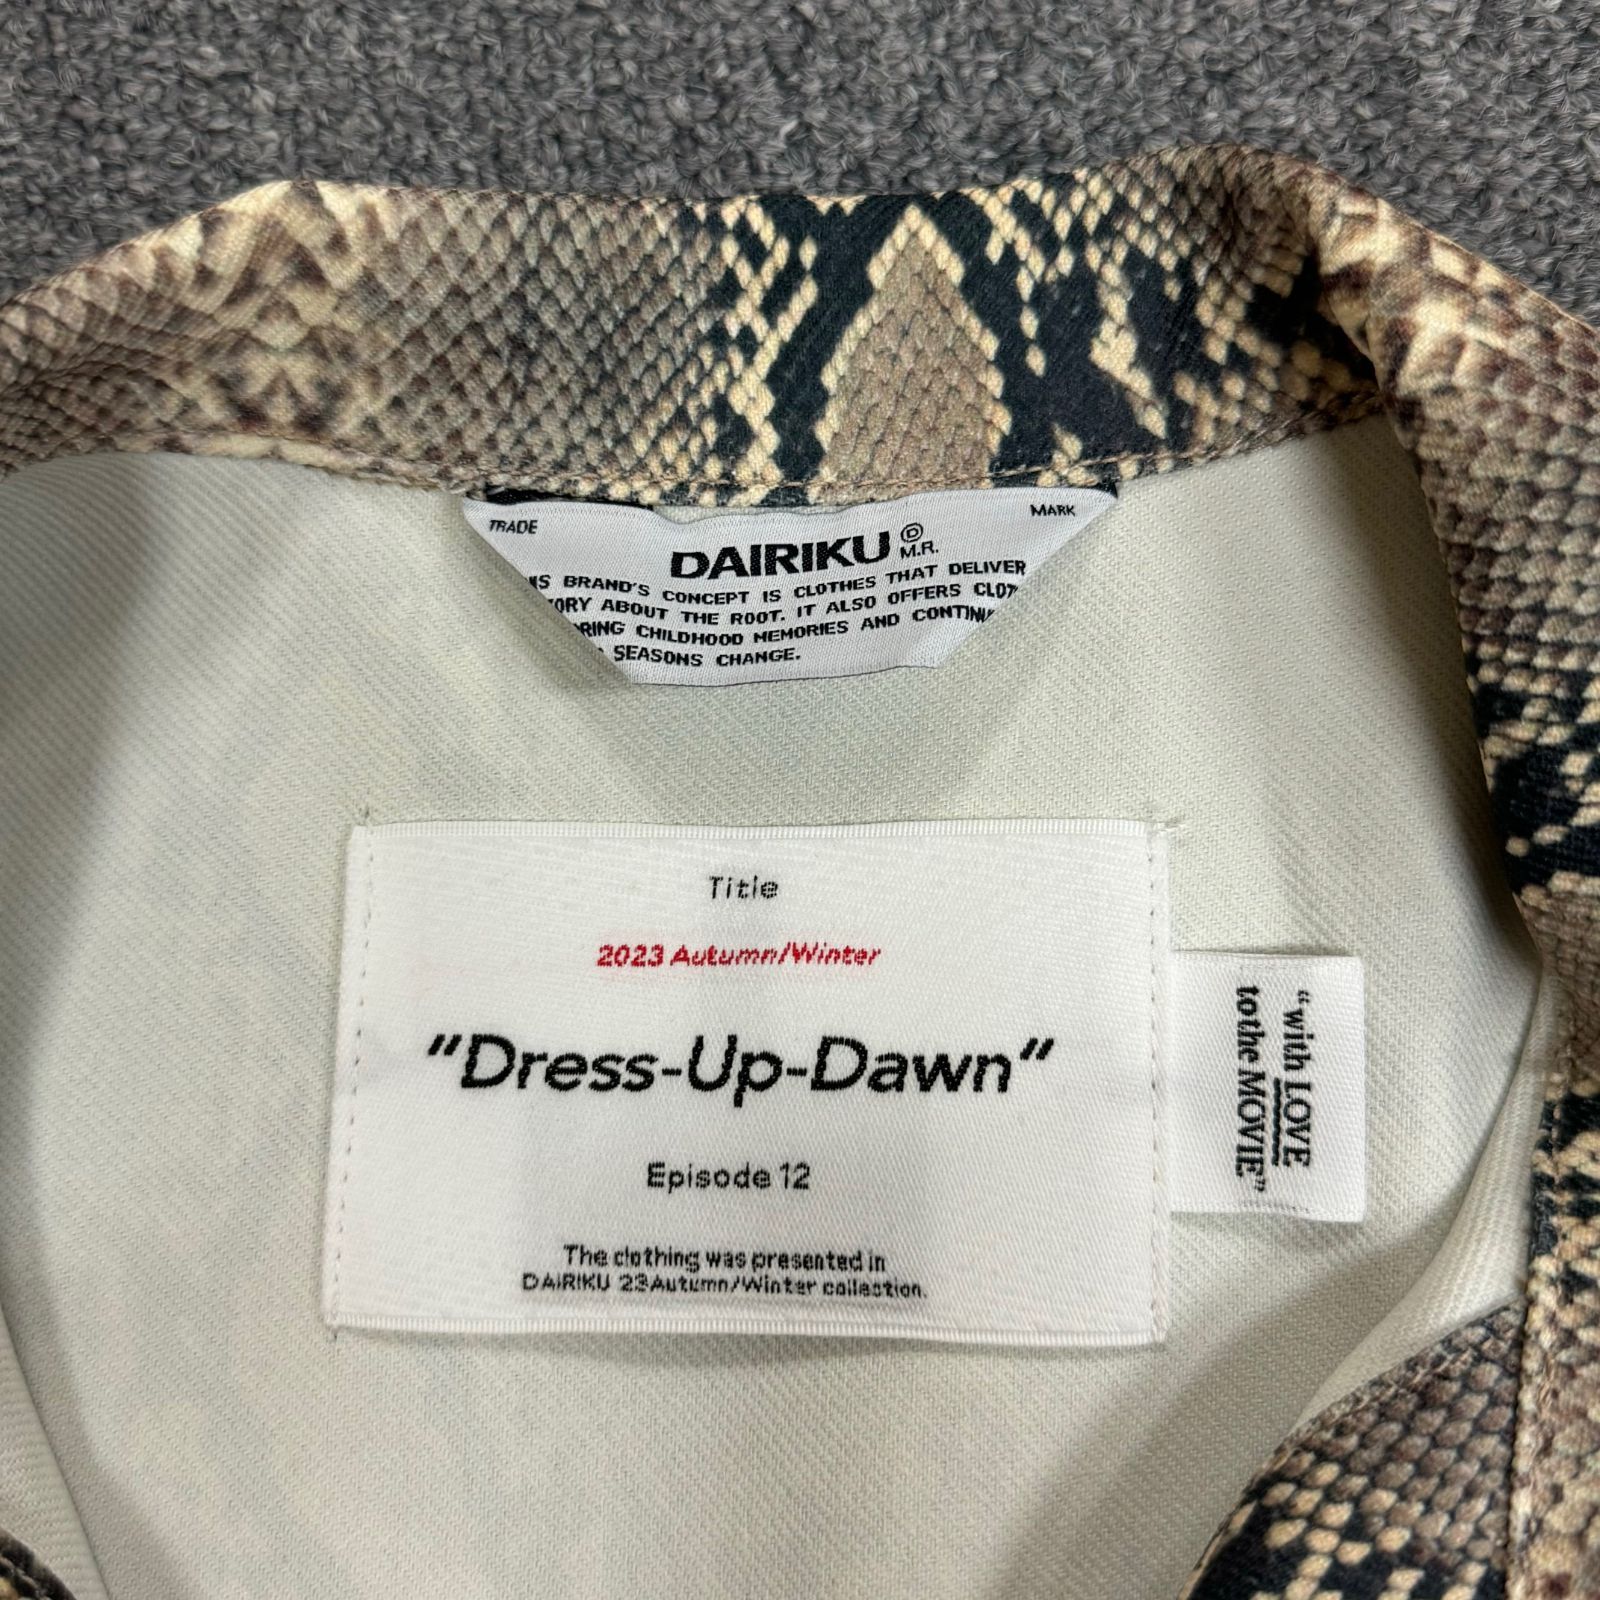 TRADE
MARK
DAIRIKU
D
M.R.
BRAND'S CONCEPT IS CLOTHES THAT DELIVER
ABOUT THE ROOT. IT ALSO OFFERS
CHILDHOOD MEMORIES AND
SEASONS CHANGE.
Title
2023 Autumn/Winter
"Dress-Up-Dawn"
Episode 12
The clothing was presented in
DAIRIKU 23Autumn/Winter collection.
“with LOVE
tothe MOVIE”